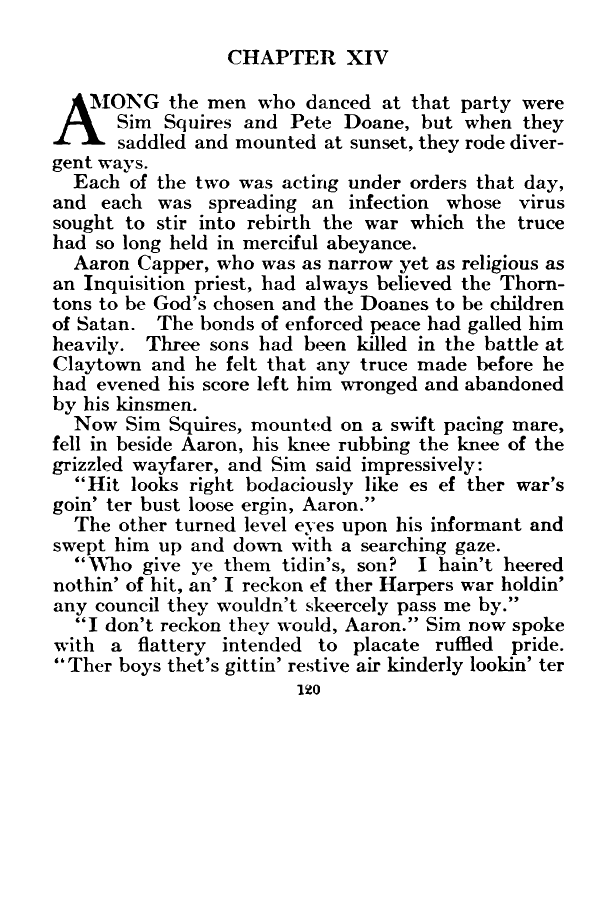 CHAPTER XIV
AMONG the men who danced at that party were
Sim Squires and Pete Doane, but when they
saddled and mounted at sunset, they rode diver-
gent ways.
Each of the two was acting under orders that day,
and each was spreading an infection whose virus
sought to stir into rebirth the war which the truce
had so long held in merciful abeyance.
Aaron Capper, who was as narrow yet as religious as
an Inquisition priest, had always believed the Thorn-
tons to be God's chosen and the Doanes to be children
of Satan. The bonds of enforced peace had galled him
heavily. Three sons had been killed in the battle at
Claytown and he felt that any truce made before he
had evened his score left him wronged and abandoned
by his kinsmen.
Now Sim Squires, mounted on a swift pacing mare,
fell in beside Aaron, his knee rubbing the knee of the
grizzled wayfarer, and Sim said impressively:
"Hit looks right bodaciously like es ef ther war's
goin' ter bust loose ergin, Aaron."
The other turned level eyes upon his informant and
swept him up and down with a searching gaze.
"Who give ye them tidin's, son? I hain't heered
nothin' of hit, an' I reckon ef ther Harpers war holdin'
any council they wouldn't skeercely pass me by."
"I don't reckon they would, Aaron." Sim now spoke
with a flattery intended to placate ruffled pride.
"Ther boys thet's gittin' restive air kinderly lookin' ter
120